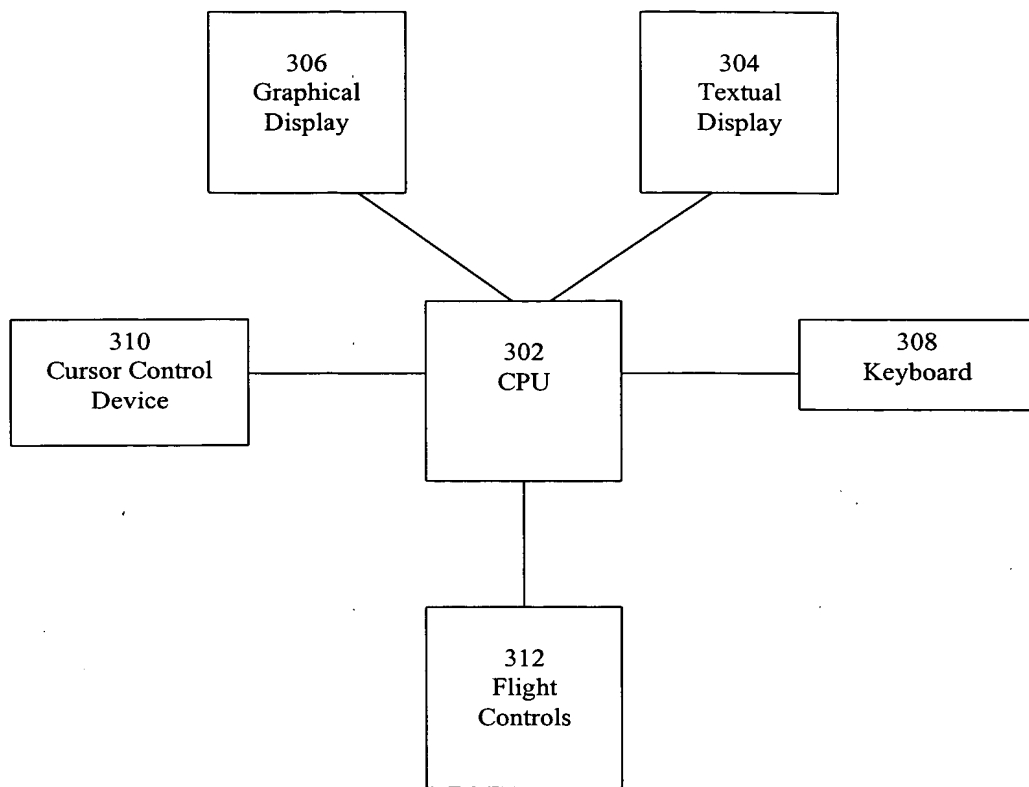 306
Graphical
Display
304
Textual
Display
310
Cursor Control
Device
302
CPU
308
Keyboard
312
Flight
Controls